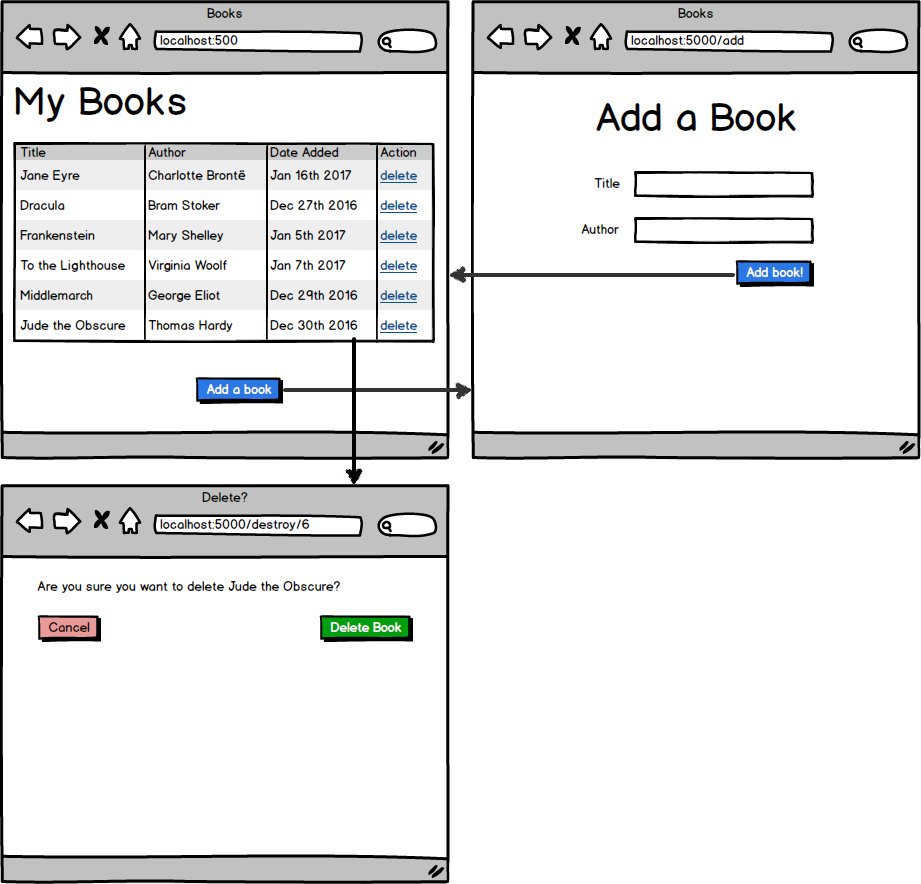 Books
localhost:500
My Books
Title Author Date Added Action
Jane Eyre Charlotte Brontë Jan 16th 2017 delete
Dracula Bram Stoker Dec 27th 2016 delete
Frankenstein Mary Shelley Jan 5th 2017 delete
To the Lighthouse Virginia Woolf Jan 7th 2017 delete
Middlemarch George Eliot Dec 29th 2016 delete
Jude the Obscure Thomas Hardy Dec 30th 2016 delete
Add a book
Books
localhost:5000/add
Add a Book
Title
Author
Add book!
Delete?
localhost:5000/destroy/6
Are you sure you want to delete Jude the Obscure?
Cancel Delete Book